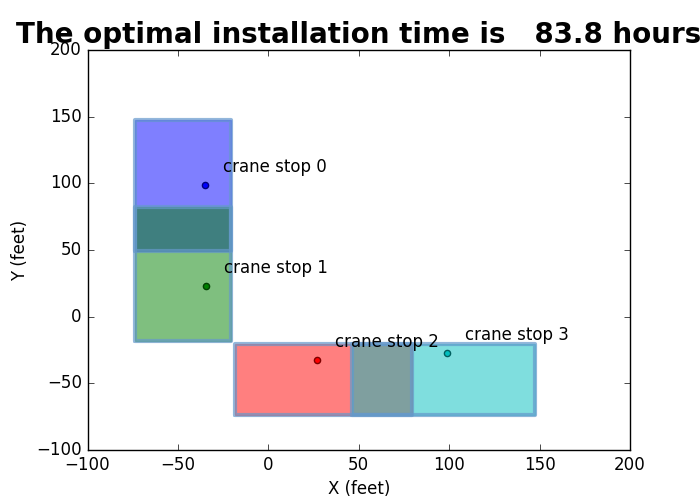 The optimal installation time is   83.8 hours
200
150
100
50
0
−50
−100
Y (feet)
crane stop 0
crane stop 1
crane stop 2
crane stop 3
−100 −50 0 50 100 150 200
X (feet)